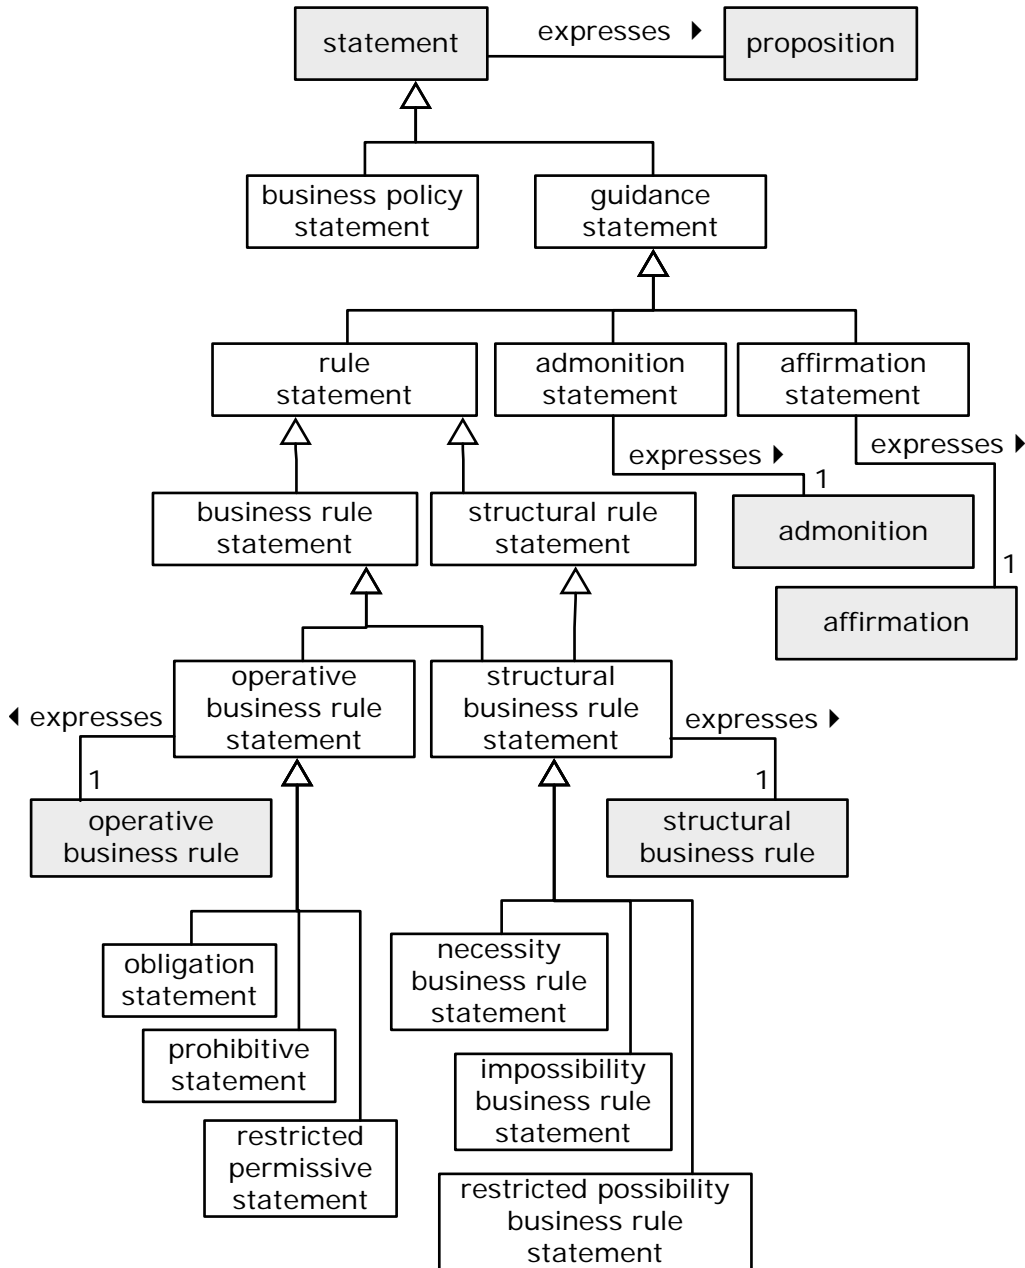 statement
expresses ▶
proposition
business policy
statement
guidance
statement
rule
statement
admonition
statement
affirmation
statement
expresses ▶
expresses ▶
1
admonition
1
affirmation
business rule
statement
structural rule
statement
operative
business rule
statement
structural
business rule
statement
◀ expresses
expresses ▶
1
operative
business rule
1
structural
business rule
obligation
statement
prohibitive
statement
restricted
permissive
statement
necessity
business rule
statement
impossibility
business rule
statement
restricted possibility
business rule
statement